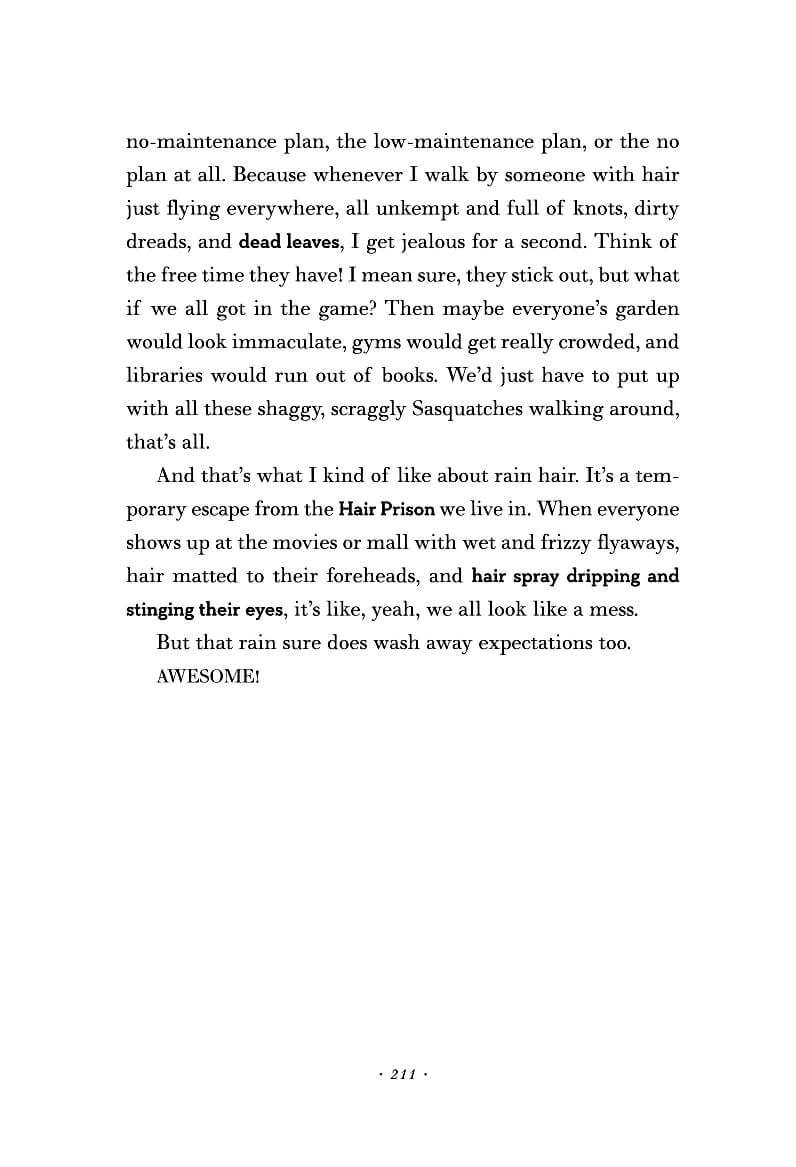 no-maintenance plan, the low-maintenance plan, or the no
plan at all. Because whenever I walk by someone with hair
just flying everywhere, all unkempt and full of knots, dirty
dreads, and dead leaves, I get jealous for a second. Think of
the free time they have! I mean sure, they stick out, but what
if we all got in the game? Then maybe everyone’s garden
would look immaculate, gyms would get really crowded, and
libraries would run out of books. We’d just have to put up
with all these shaggy, scraggly Sasquatches walking around,
that’s all.
And that’s what I kind of like about rain hair. It’s a tem-
porary escape from the Hair Prison we live in. When everyone
shows up at the movies or mall with wet and frizzy flyaways,
hair matted to their foreheads, and hair spray dripping and
stinging their eyes, it’s like, yeah, we all look like a mess.
But that rain sure does wash away expectations too.
AWESOME!
· 211 ·